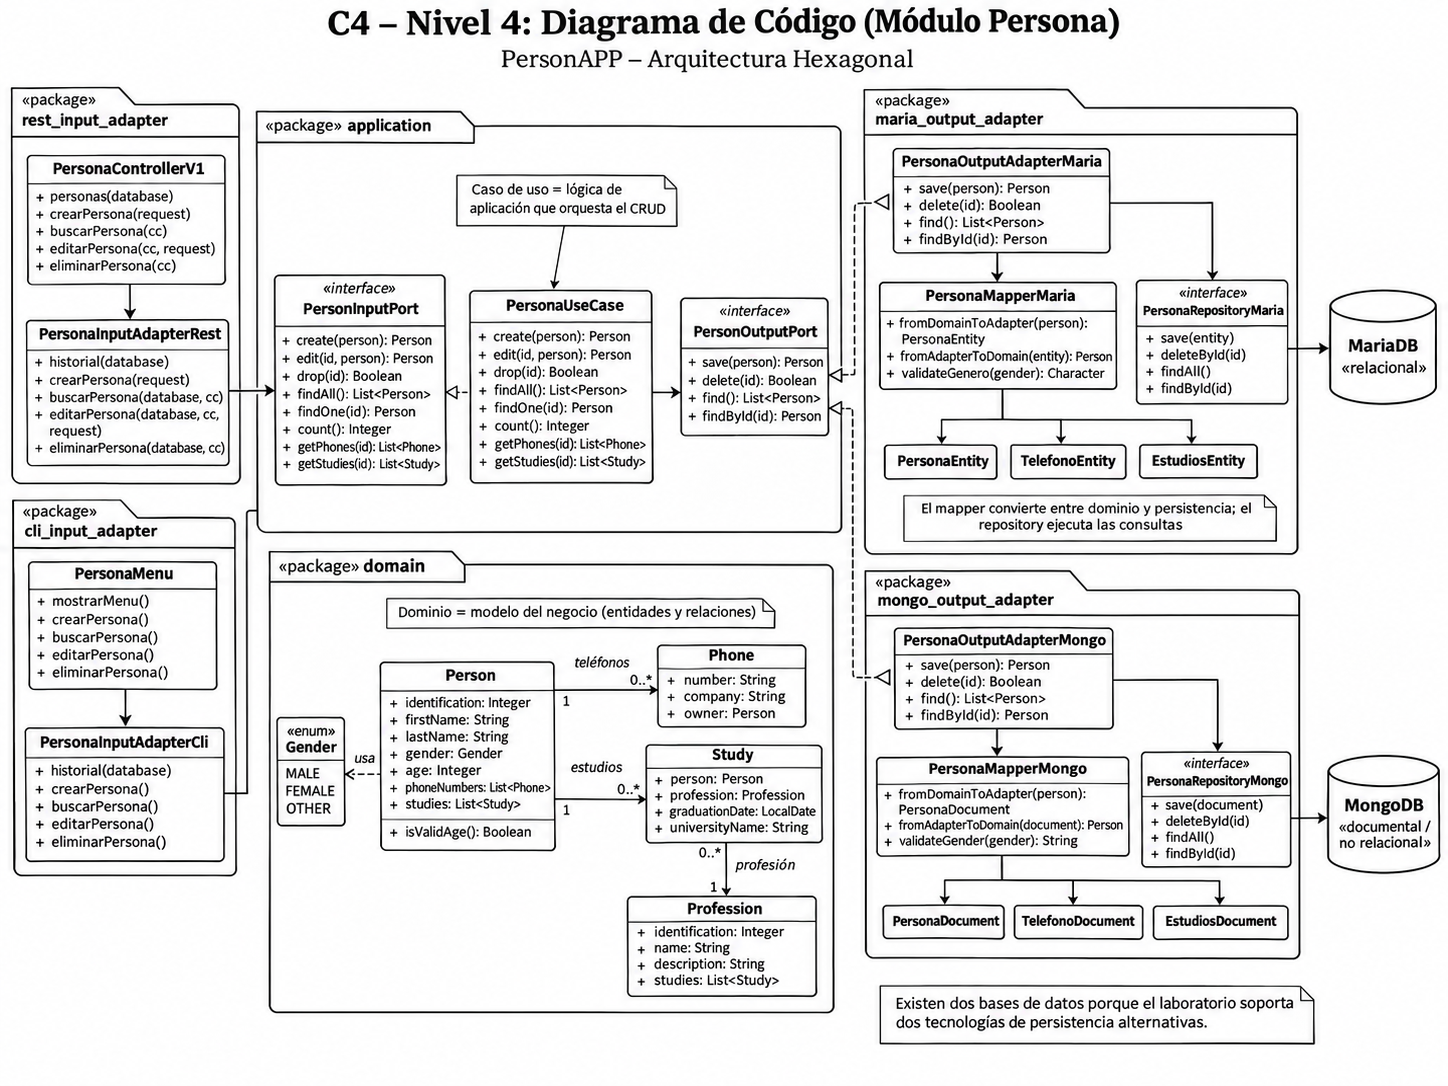 C4 – Nivel 4: Diagrama de Código (Módulo Persona)
PersonAPP – Arquitectura Hexagonal
«package»
rest_input_adapter
PersonaControllerV1
+ personas(database)
+ crearPersona(request)
+ buscarPersona(cc)
+ editarPersona(cc, request)
+ eliminarPersona(cc)
PersonaInputAdapterRest
+ historial(database)
+ crearPersona(request)
+ buscarPersona(database, cc)
+ editarPersona(database, cc,
request)
+ eliminarPersona(database, cc)
«package»
cli_input_adapter
PersonaMenu
+ mostrarMenu()
+ crearPersona()
+ buscarPersona()
+ editarPersona()
+ eliminarPersona()
PersonaInputAdapterCli
+ historial(database)
+ crearPersona()
+ buscarPersona()
+ editarPersona()
+ eliminarPersona()
«package» application
Caso de uso = lógica de
aplicación que orquesta el CRUD
«interface»
PersonInputPort
+ create(person): Person
+ edit(id, person): Person
+ drop(id): Boolean
+ findAll(): List<Person>
+ findOne(id): Person
+ count(): Integer
+ getPhones(id): List<Phone>
+ getStudies(id): List<Study>
PersonaUseCase
+ create(person): Person
+ edit(id, person): Person
+ drop(id): Boolean
+ findAll(): List<Person>
+ findOne(id): Person
+ count(): Integer
+ getPhones(id): List<Phone>
+ getStudies(id): List<Study>
«interface»
PersonOutputPort
+ save(person): Person
+ delete(id): Boolean
+ find(): List<Person>
+ findById(id): Person
«package» domain
Dominio = modelo del negocio (entidades y relaciones)
«enum»
Gender
MALE
FEMALE
OTHER
usa
Person
+ identification: Integer
+ firstName: String
+ lastName: String
+ gender: Gender
+ age: Integer
+ phoneNumbers: List<Phone>
+ studies: List<Study>
+ isValidAge(): Boolean
teléfonos
0..*
1
Phone
+ number: String
+ company: String
+ owner: Person
estudios
0..*
1
Study
+ person: Person
+ profession: Profession
+ graduationDate: LocalDate
+ universityName: String
0..*
profesión
1
Profession
+ identification: Integer
+ name: String
+ description: String
+ studies: List<Study>
«package»
maria_output_adapter
PersonaOutputAdapterMaria
+ save(person): Person
+ delete(id): Boolean
+ find(): List<Person>
+ findById(id): Person
PersonaMapperMaria
+ fromDomainToAdapter(person):
PersonaEntity
+ fromAdapterToDomain(entity): Person
+ validateGenero(gender): Character
«interface»
PersonaRepositoryMaria
+ save(entity)
+ deleteById(id)
+ findAll()
+ findById(id)
PersonaEntity
TelefonoEntity
EstudiosEntity
El mapper convierte entre dominio y persistencia; el
repository ejecuta las consultas
MariaDB
«relacional»
«package»
mongo_output_adapter
PersonaOutputAdapterMongo
+ save(person): Person
+ delete(id): Boolean
+ find(): List<Person>
+ findById(id): Person
PersonaMapperMongo
+ fromDomainToAdapter(person):
PersonaDocument
+ fromAdapterToDomain(document): Person
+ validateGender(gender): String
«interface»
PersonaRepositoryMongo
+ save(document)
+ deleteById(id)
+ findAll()
+ findById(id)
PersonaDocument
TelefonoDocument
EstudiosDocument
MongoDB
«documental /
no relacional»
Existen dos bases de datos porque el laboratorio soporta
dos tecnologías de persistencia alternativas.